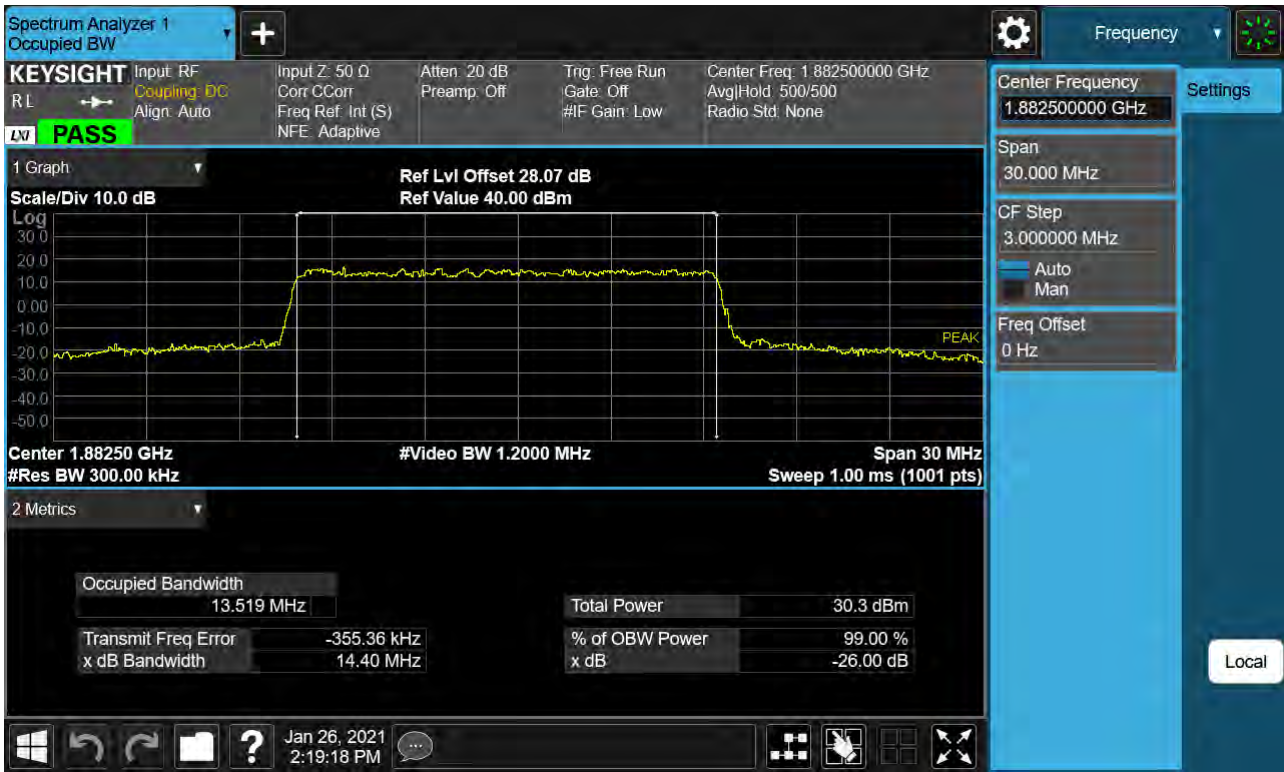 Spectrum Analyzer 1
Occupied BW
Frequency
KEYSIGHT
RL
LXI PASS
Input: RF
Coupling: DC
Align: Auto
Input Z: 50 Ω
Corr CCorr
Freq Ref: Int (S)
NFE: Adaptive
Atten: 20 dB
Preamp: Off
Trig: Free Run
Gate: Off
#IF Gain: Low
Center Freq: 1.882500000 GHz
Avg|Hold: 500/500
Radio Std: None
Center Frequency
1.882500000 GHz
Settings
Span
30.000 MHz
CF Step
3.000000 MHz
Auto
Man
Freq Offset
0 Hz
Local
1 Graph
Scale/Div 10.0 dB
Ref Lvl Offset 28.07 dB
Ref Value 40.00 dBm
Log
30.0
20.0
10.0
0.00
-10.0
-20.0
-30.0
-40.0
-50.0
PEAK
Center 1.88250 GHz
#Video BW 1.2000 MHz
Span 30 MHz
#Res BW 300.00 kHz
Sweep 1.00 ms (1001 pts)
2 Metrics
Occupied Bandwidth
13.519 MHz
Total Power 30.3 dBm
Transmit Freq Error -355.36 kHz
% of OBW Power 99.00 %
x dB Bandwidth 14.40 MHz
x dB -26.00 dB
?
Jan 26, 2021
2:19:18 PM